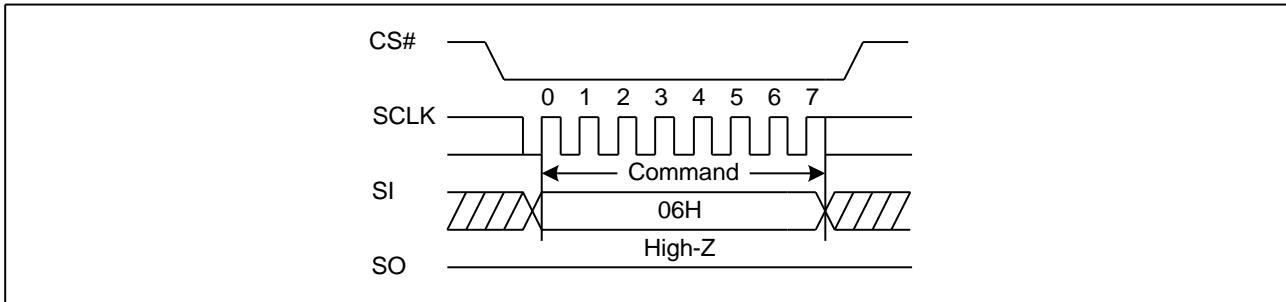 CS#
0 1 2 3 4 5 6 7
SCLK
Command
SI
06H
High-Z
SO